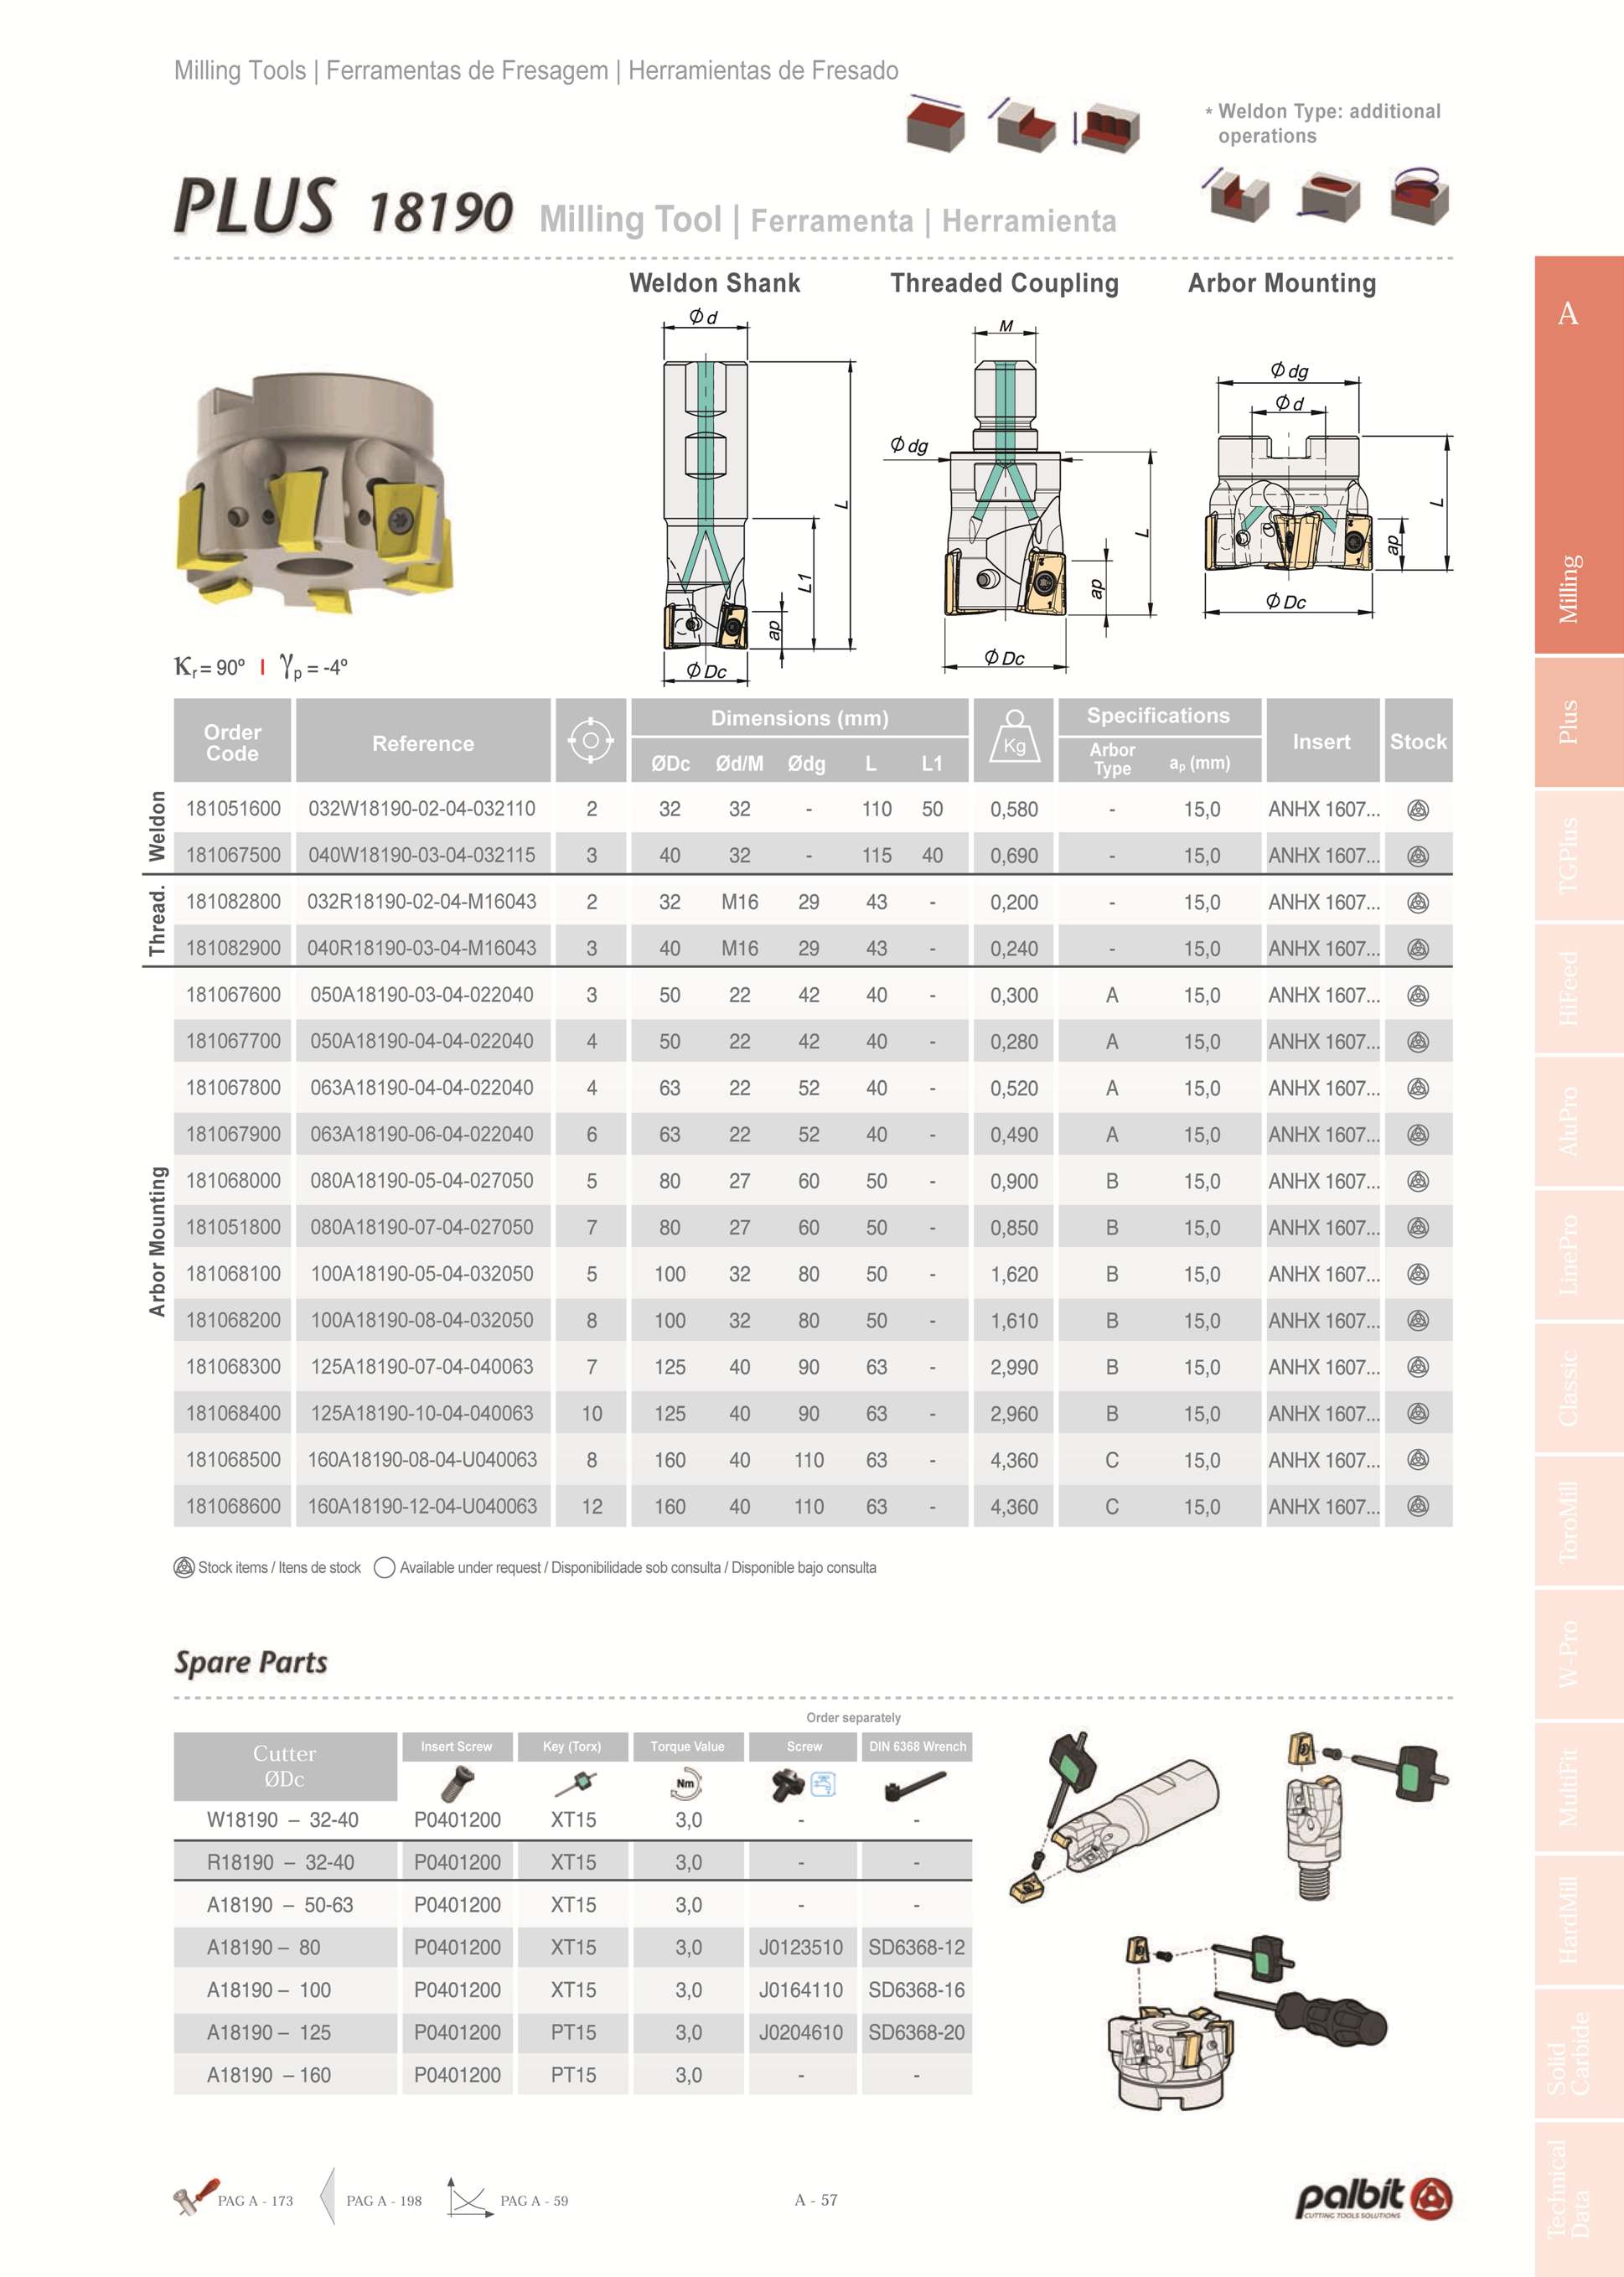 Milling Tools | Ferramentas de Fresagem | Herramientas de Fresado
* Weldon Type: additional
operations
PLUS 18190 Milling Tool | Ferramenta | Herramienta
Weldon Shank Threaded Coupling Arbor Mounting
Ød M Ødg Ød
Ødg
L L1 ap ØDc
L ap ØDc
L ap ØDc
Kr = 90º | γp = -4º
Order Code Reference Dimensions (mm) Kg Specifications Insert Stock
ØDc Ød/M Ødg L L1 Arbor Type ap (mm)
Weldon
181051600 032W18190-02-04-032110 2 32 32 - 110 50 0,580 - 15,0 ANHX 1607...
181067500 040W18190-03-04-032115 3 40 32 - 115 40 0,690 - 15,0 ANHX 1607...
Thread.
181082800 032R18190-02-04-M16043 2 32 M16 29 43 - 0,200 - 15,0 ANHX 1607...
181082900 040R18190-03-04-M16043 3 40 M16 29 43 - 0,240 - 15,0 ANHX 1607...
Arbor Mounting
181067600 050A18190-03-04-022040 3 50 22 42 40 - 0,300 A 15,0 ANHX 1607...
181067700 050A18190-04-04-022040 4 50 22 42 40 - 0,280 A 15,0 ANHX 1607...
181067800 063A18190-04-04-022040 4 63 22 52 40 - 0,520 A 15,0 ANHX 1607...
181067900 063A18190-06-04-022040 6 63 22 52 40 - 0,490 A 15,0 ANHX 1607...
181068000 080A18190-05-04-027050 5 80 27 60 50 - 0,900 B 15,0 ANHX 1607...
181051800 080A18190-07-04-027050 7 80 27 60 50 - 0,850 B 15,0 ANHX 1607...
181068100 100A18190-05-04-032050 5 100 32 80 50 - 1,620 B 15,0 ANHX 1607...
181068200 100A18190-08-04-032050 8 100 32 80 50 - 1,610 B 15,0 ANHX 1607...
181068300 125A18190-07-04-040063 7 125 40 90 63 - 2,990 B 15,0 ANHX 1607...
181068400 125A18190-10-04-040063 10 125 40 90 63 - 2,960 B 15,0 ANHX 1607...
181068500 160A18190-08-04-U040063 8 160 40 110 63 - 4,360 C 15,0 ANHX 1607...
181068600 160A18190-12-04-U040063 12 160 40 110 63 - 4,360 C 15,0 ANHX 1607...
Stock items / Itens de stock Available under request / Disponibilidade sob consulta / Disponible bajo consulta
Spare Parts
Order separately
Cutter ØDc Insert Screw Key (Torx) Torque Value Screw DIN 6368 Wrench
Nm
W18190 – 32-40 P0401200 XT15 3,0 - -
R18190 – 32-40 P0401200 XT15 3,0 - -
A18190 – 50-63 P0401200 XT15 3,0 - -
A18190 – 80 P0401200 XT15 3,0 J0123510 SD6368-12
A18190 – 100 P0401200 XT15 3,0 J0164110 SD6368-16
A18190 – 125 P0401200 PT15 3,0 J0204610 SD6368-20
A18190 – 160 P0401200 PT15 3,0 - -
PAG A - 173 PAG A - 198 PAG A - 59 A - 57
palbit
CUTTING TOOLS SOLUTIONS
A
Milling
Plus
TGPlus
HiFeed
AluPro
LinePro
Classic
ToroMill
W-Pro
MultiFit
HardMill
Solid
Carbide
Technical
Data